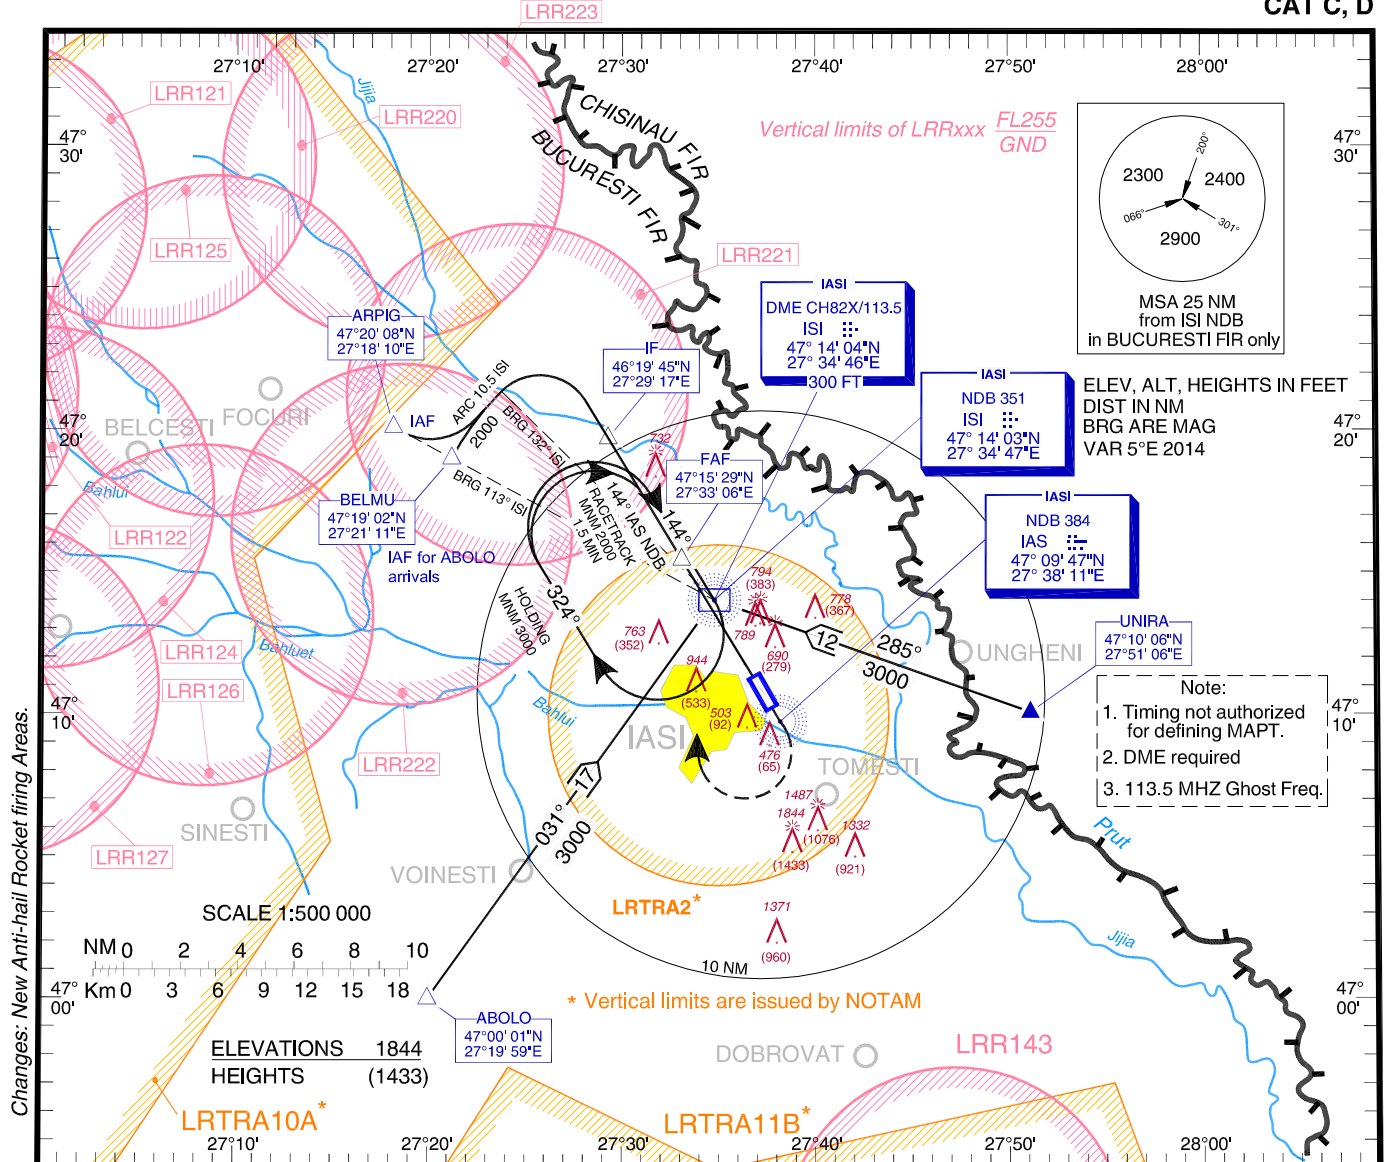 CAT C, D
LRR223
27°10'
27°20'
27°30'
27°40'
27°50'
28°00'
LRR121
LRR220
Jijia
CHISINAU FIR
BUCURESTI FIR
Vertical limits of LRRxxx FL255
GND
47°
30'
47°
30'
200°
2300
2400
066°
301°
2900
MSA 25 NM
from ISI NDB
in BUCURESTI FIR only
LRR125
LRR221
ARPIG
47°20' 08"N
27°18' 10"E
IF
46°19' 45"N
27°29' 17"E
IASI
DME CH82X/113.5
ISI
47° 14' 04"N
27° 34' 46"E
300 FT
IASI
NDB 351
ISI
47° 14' 03"N
27° 34' 47"E
ELEV, ALT, HEIGHTS IN FEET
DIST IN NM
BRG ARE MAG
VAR 5°E 2014
47°
20'
47°
20'
BELCESTI
FOCURI
IAF
ARC 10.5 ISI
2000
BRG 132° ISI
BRG 113° ISI
732
FAF
47°15' 29"N
27°33' 06"E
Bahlui
BELMU
47°19' 02"N
27°21' 11"E
IAF for ABOLO
arrivals
LRR122
144°
144° IAS NDB
RACETRACK
MNM 2000
1.5 MIN
IASI
NDB 384
IAS
47° 09' 47"N
27° 38' 11"E
324°
HOLDING
MNM 3000
794
(383)
778
(367)
789
763
(352)
690
(279)
12
285°
3000
UNGHENI
UNIRA
47°10' 06"N
27°51' 06"E
LRR124
Bahluet
LRR126
944
(533)
503
(92)
476
(65)
Bahlui
IASI
TOMESTI
Note:
1. Timing not authorized
for defining MAPT.
2. DME required
3. 113.5 MHZ Ghost Freq.
47°
10'
47°
10'
LRR222
SINESTI
LRR127
17
031°
3000
1487
(1076)
1844
(1433)
1332
(921)
Prut
VOINESTI
LRTRA2*
1371
(960)
10 NM
SCALE 1:500 000
NM 0 2 4 6 8 10
Km 0 3 6 9 12 15 18
47°
00'
47°
00'
Jijia
* Vertical limits are issued by NOTAM
ABOLO
47°00' 01"N
27°19' 59"E
ELEVATIONS 1844
HEIGHTS (1433)
DOBROVAT
LRR143
LRTRA10A*
LRTRA11B*
27°10'
27°20'
27°30'
27°40'
27°50'
28°00'
Changes: New Anti-hail Rocket firing Areas.